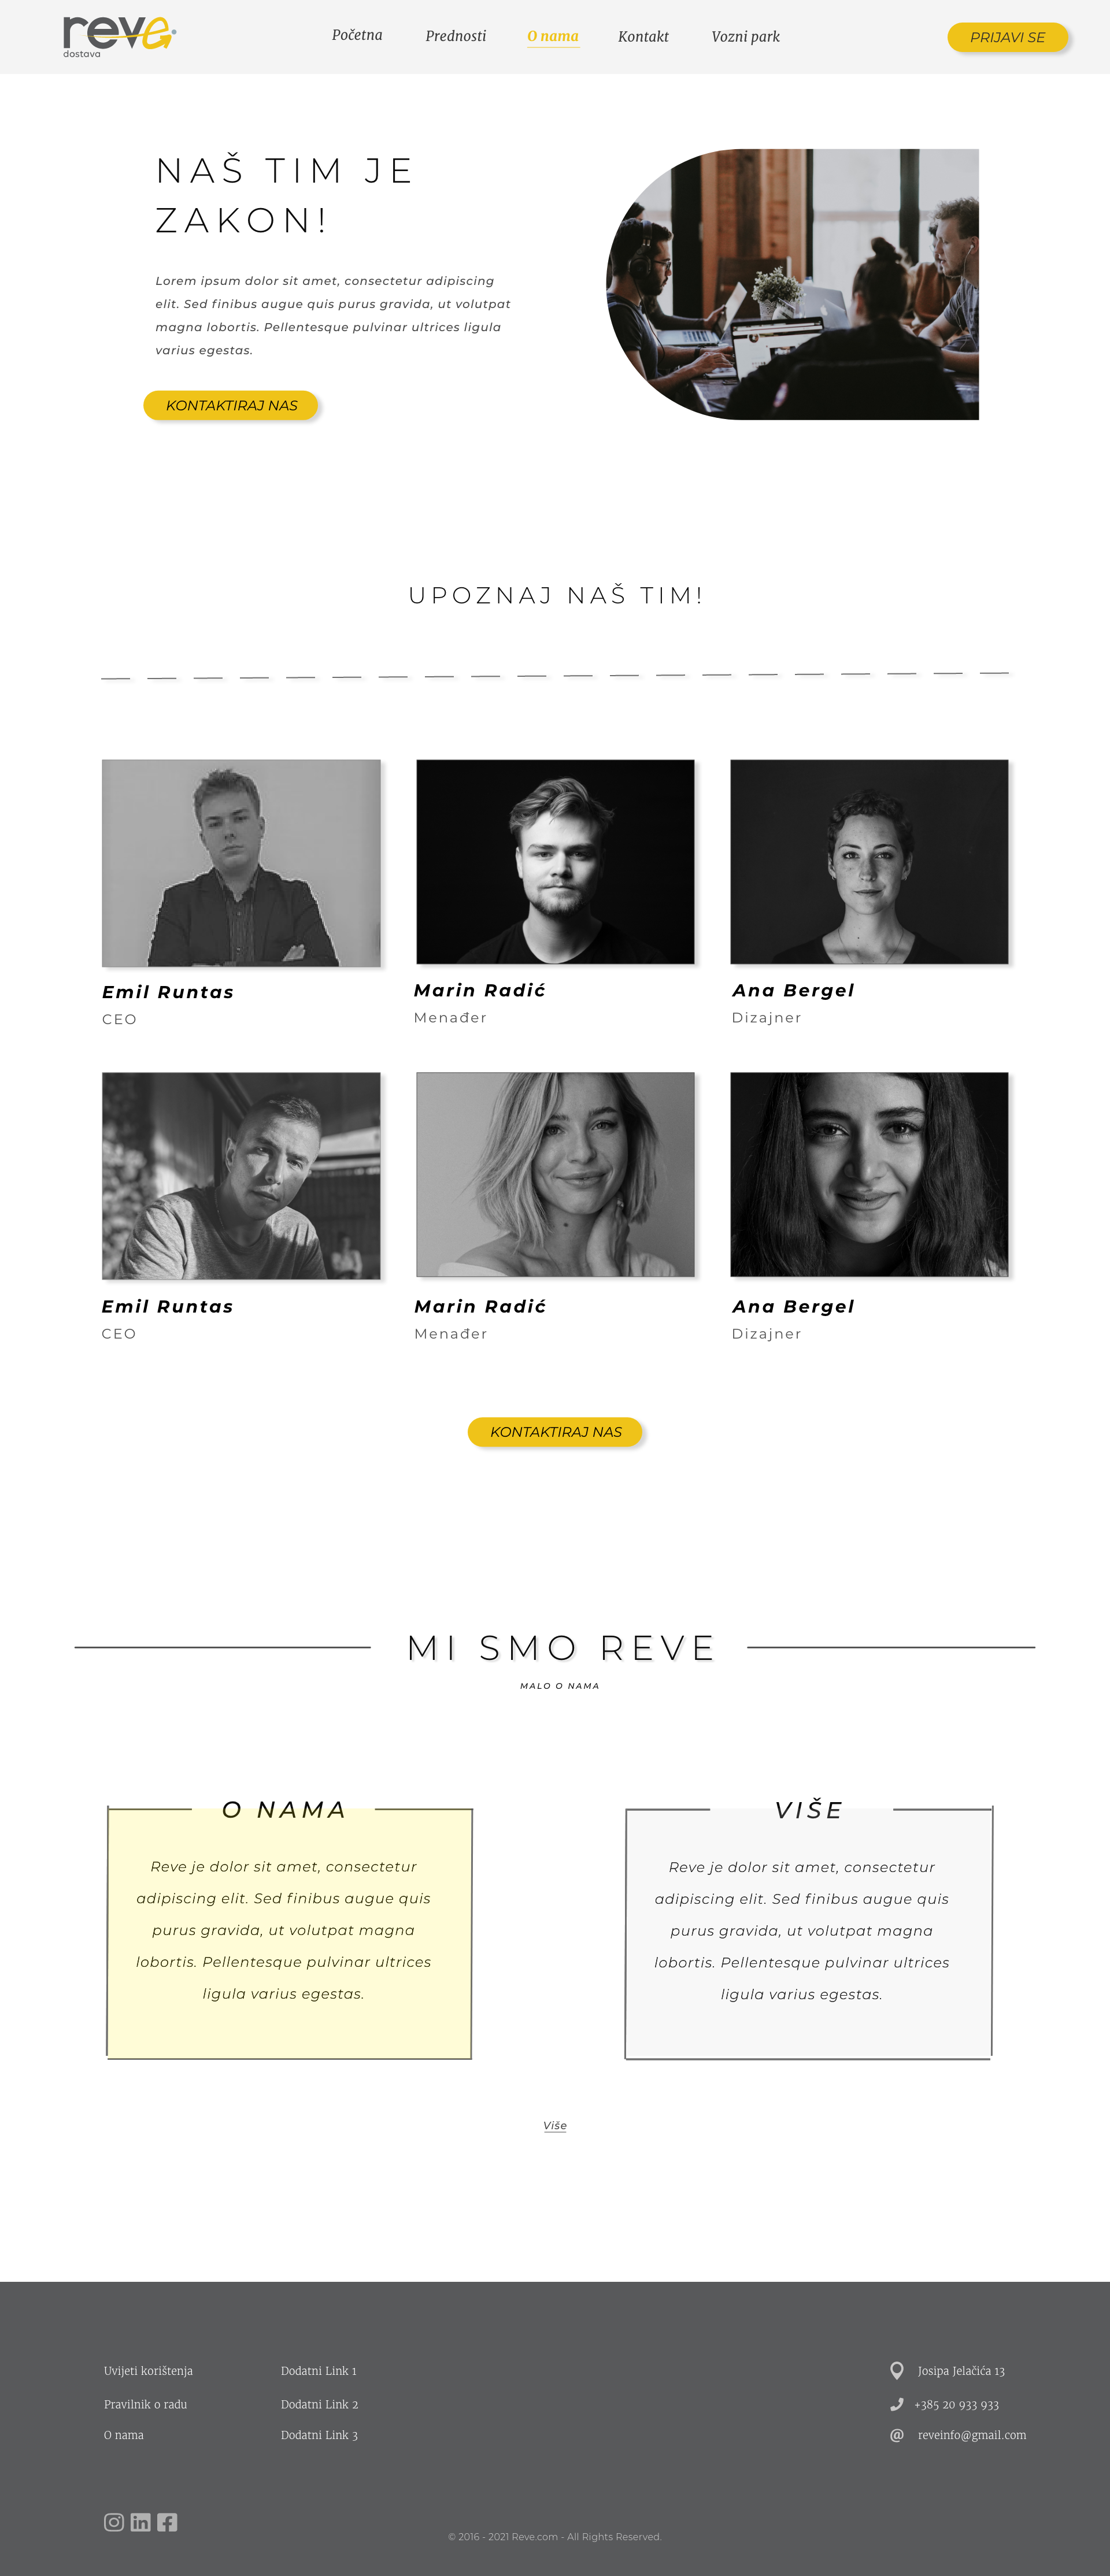 reve
dostava
Početna
Prednosti
O nama
Kontakt
Vozni park
PRIJAVI SE
NAŠ TIM JE
ZAKON!
Lorem ipsum dolor sit amet, consectetur adipiscing
elit. Sed finibus augue quis purus gravida, ut volutpat
magna lobortis. Pellentesque pulvinar ultrices ligula
varius egestas.
KONTAKTIRAJ NAS
UPOZNAJ NAŠ TIM!
Emil Runtas
CEO
Marin Radić
Menađer
Ana Bergel
Dizajner
Emil Runtas
CEO
Marin Radić
Menađer
Ana Bergel
Dizajner
KONTAKTIRAJ NAS
MI SMO REVE
MALO O NAMA
O NAMA
Reve je dolor sit amet, consectetur
adipiscing elit. Sed finibus augue quis
purus gravida, ut volutpat magna
lobortis. Pellentesque pulvinar ultrices
ligula varius egestas.
VIŠE
Reve je dolor sit amet, consectetur
adipiscing elit. Sed finibus augue quis
purus gravida, ut volutpat magna
lobortis. Pellentesque pulvinar ultrices
ligula varius egestas.
Više
Uvijeti korištenja
Pravilnik o radu
O nama
Dodatni Link 1
Dodatni Link 2
Dodatni Link 3
Josipa Jelačića 13
+385 20 933 933
@ reveinfo@gmail.com
© 2016 - 2021 Reve.com - All Rights Reserved.